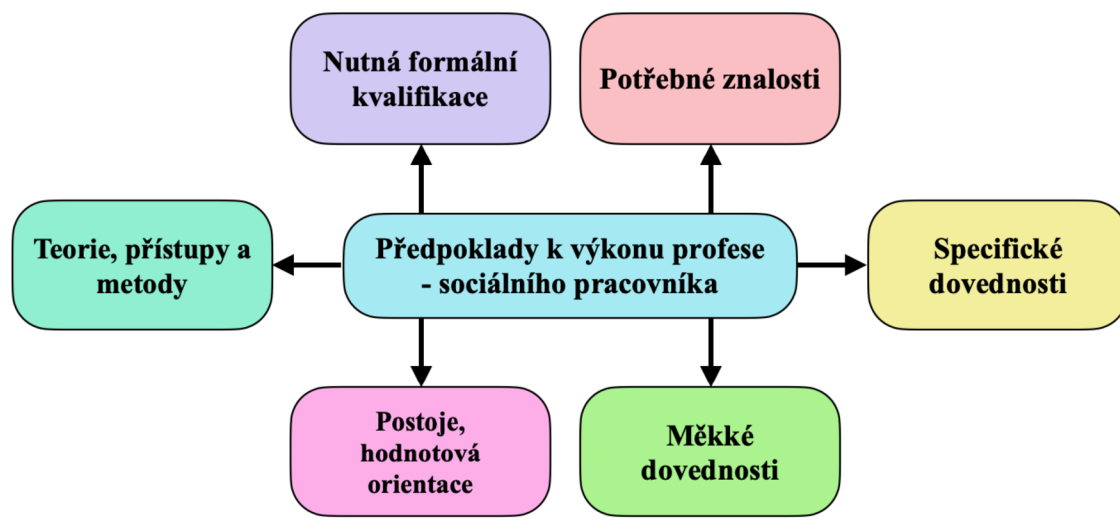 Nutná formální
kvalifikace
Potřebné znalosti
Teorie, přístupy a
metody
Předpoklady k výkonu profese
- sociálního pracovníka
Specifické
dovednosti
Postoje,
hodnotová
orientace
Měkké
dovednosti